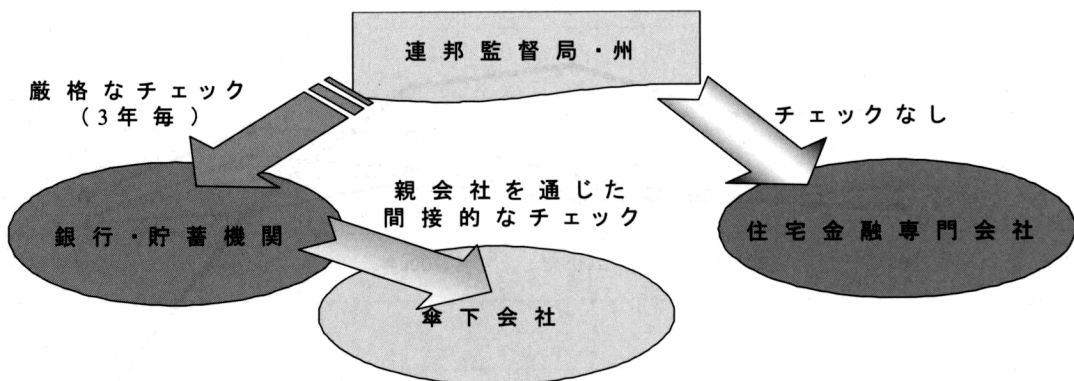 連邦監督局・州
厳格なチェック
(3年毎)
チェックなし
親会社を通じた
間接的なチェック
銀行・貯蓄機関
住宅金融専門会社
傘下会社